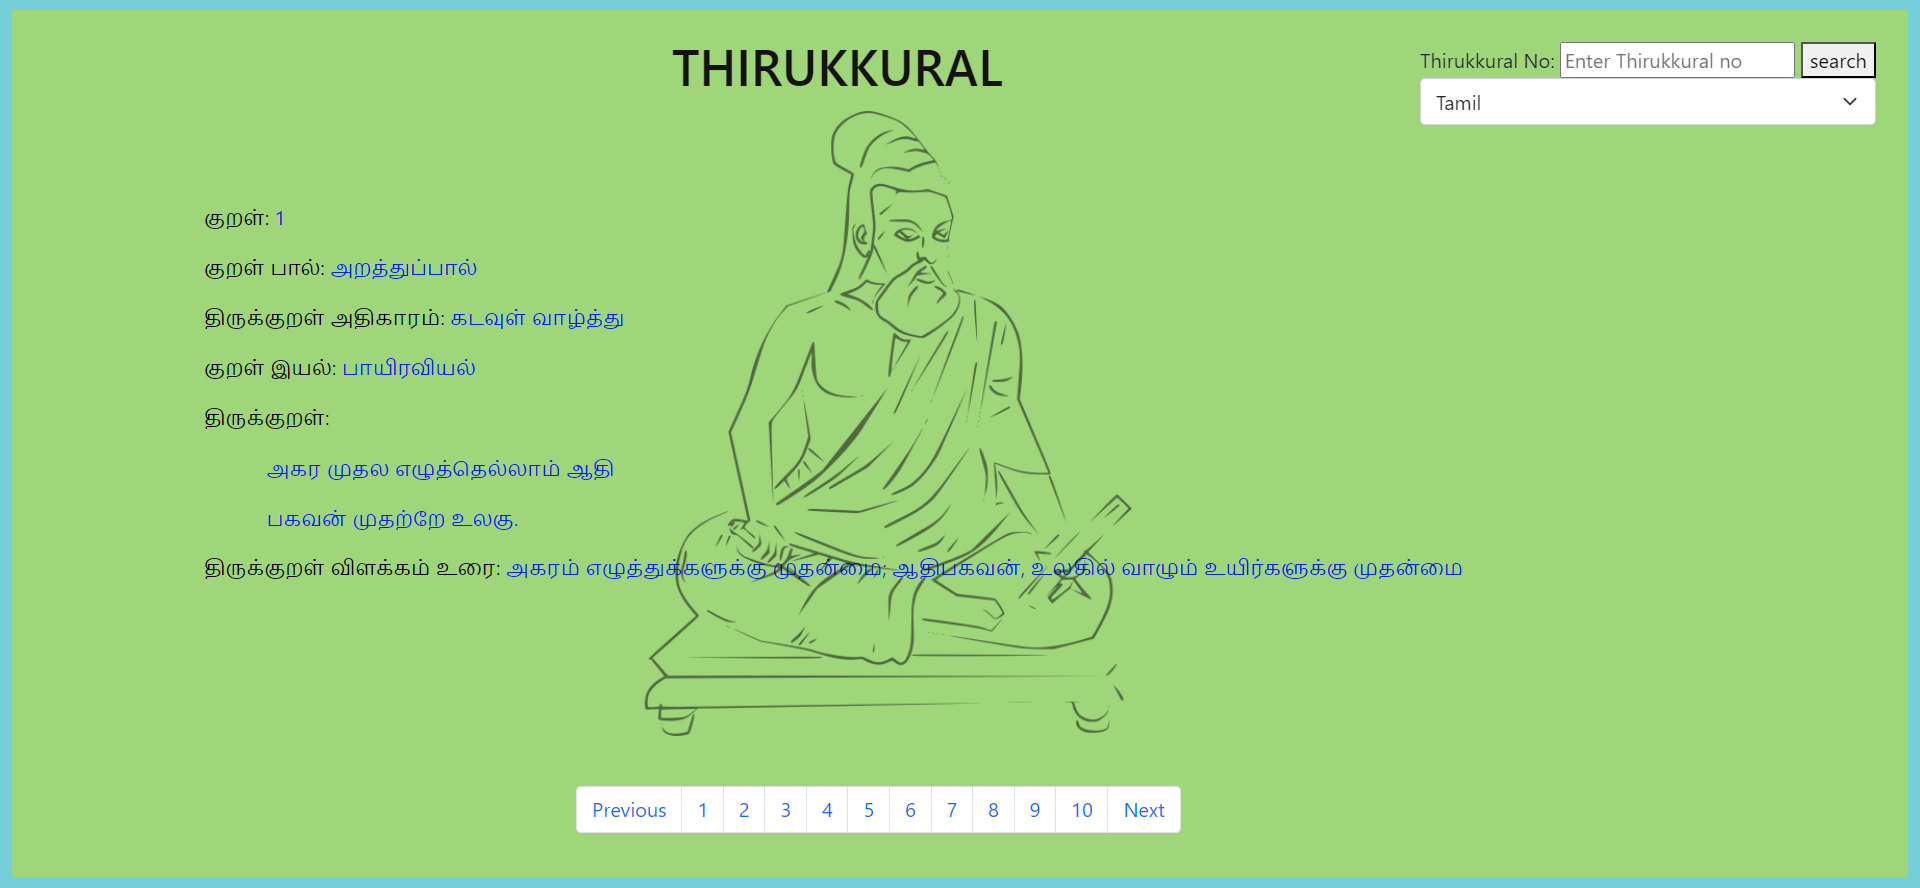 THIRUKKURAL
Thirukkural No: Enter Thirukkural no search
Tamil
குறள்: 1
குறள் பால்: அறத்துப்பால்
திருக்குறள் அதிகாரம்: கடவுள் வாழ்த்து
குறள் இயல்: பாயிரவியல்
திருக்குறள்:
அகர முதல எழுத்தெல்லாம் ஆதி
பகவன் முதற்றே உலகு.
திருக்குறள் விளக்கம் உரை: அகரம் எழுத்துக்களுக்கு முதன்மை; ஆதிபகவன், உலகில் வாழும் உயிர்களுக்கு முதன்மை
Previous 1 2 3 4 5 6 7 8 9 10 Next